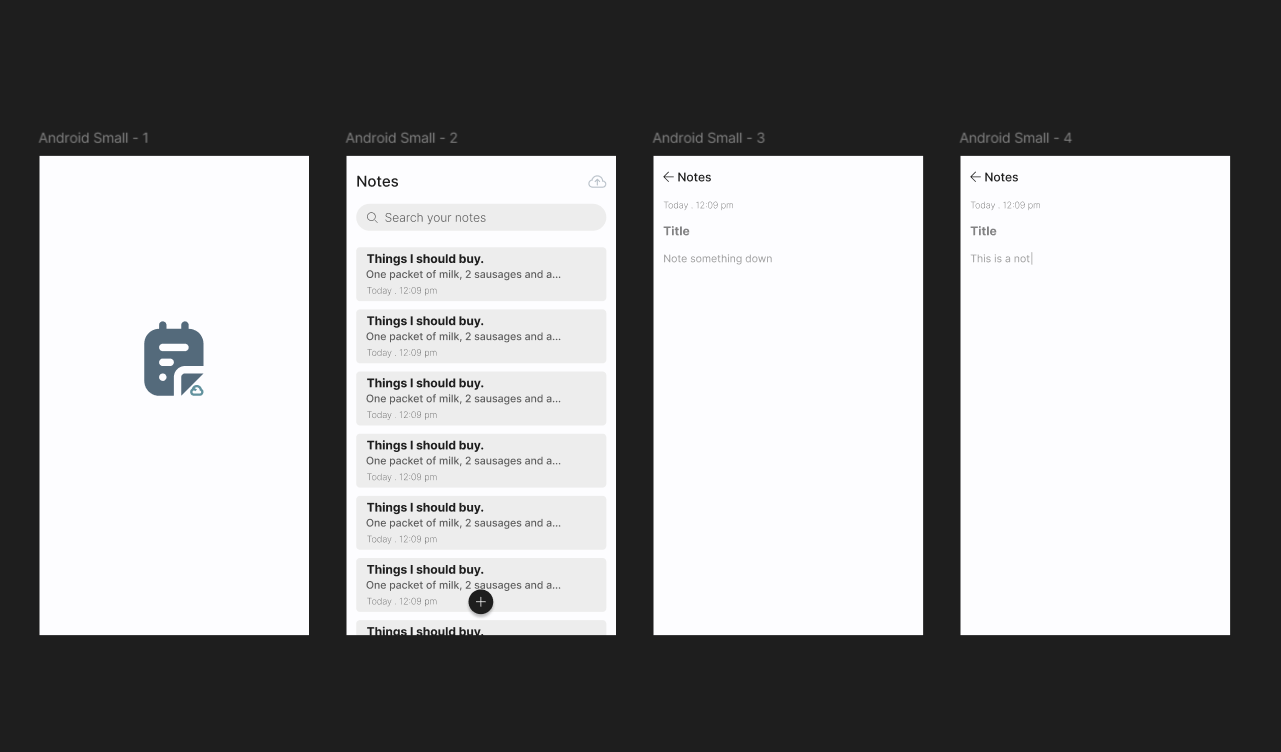 Android Small - 1
Android Small - 2
Android Small - 3
Android Small - 4
Notes
Search your notes
Things I should buy.
One packet of milk, 2 sausages and a...
Today . 12:09 pm
Things I should buy.
One packet of milk, 2 sausages and a...
Today . 12:09 pm
Things I should buy.
One packet of milk, 2 sausages and a...
Today . 12:09 pm
Things I should buy.
One packet of milk, 2 sausages and a...
Today . 12:09 pm
Things I should buy.
One packet of milk, 2 sausages and a...
Today . 12:09 pm
Things I should buy.
One packet of milk, 2 sausages and a...
Today . 12:09 pm
Things I should buy.
Notes
Today . 12:09 pm
Title
Note something down
Notes
Today . 12:09 pm
Title
This is a not